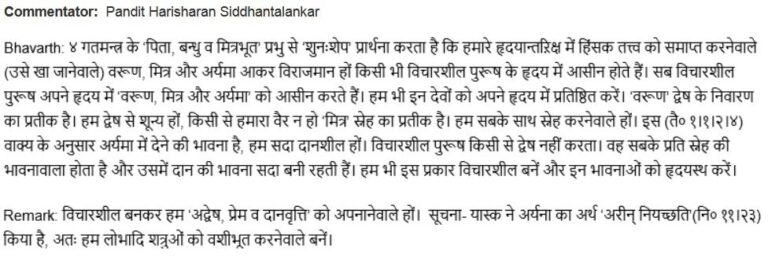 Commentator: Pandit Harisharan Siddhantalankar
Bhavarth: ४ गतमन्त्र के 'पिता, बन्धु व मित्रभूत' प्रभु से 'शुनःशेप' प्रार्थना करता है कि हमारे हृदयान्तऱिक्ष में हिंसक तत्त्व को समाप्त करनेवाले
(उसे खा जानेवाले) वरूण, मित्र और अर्यमा आकर विराजमान हों किसी भी विचारशील पुरूष के हृदय में आसीन होते हैं। सब विचारशील
पुरूष अपने हृदय में 'वरूण, मित्र और अर्यमा' को आसीन करते हैं। हम भी इन देवों को अपने हृदय में प्रतिष्ठित करें। 'वरूण' द्वेष के निवारण
का प्रतीक है। हम द्वेष से शून्य हों, किसी से हमारा वैर न हो 'मित्र' स्नेह का प्रतीक है। हम सबके साथ स्नेह करनेवाले हों। इस (तै० १।१।२।४)
वाक्य के अनुसार अर्यमा में देने की भावना है, हम सदा दानशील हों। विचारशील पुरूष किसी से द्वेष नहीं करता। वह सबके प्रति स्नेह की
भावनावाला होता है और उसमें दान की भावना सदा बनी रहती हैं। हम भी इस प्रकार विचारशील बनें और इन भावनाओं को हृदयस्थ करें।
Remark: विचारशील बनकर हम 'अद्वेष, प्रेम व दानवृत्ति' को अपनानेवाले हों। सूचना- यास्क ने अर्यना का अर्थ 'अरीन् नियच्छति'(नि० ११।२३)
किया है, अतः हम लोभादि शत्रुओं को वशीभूत करनेवाले बनें।